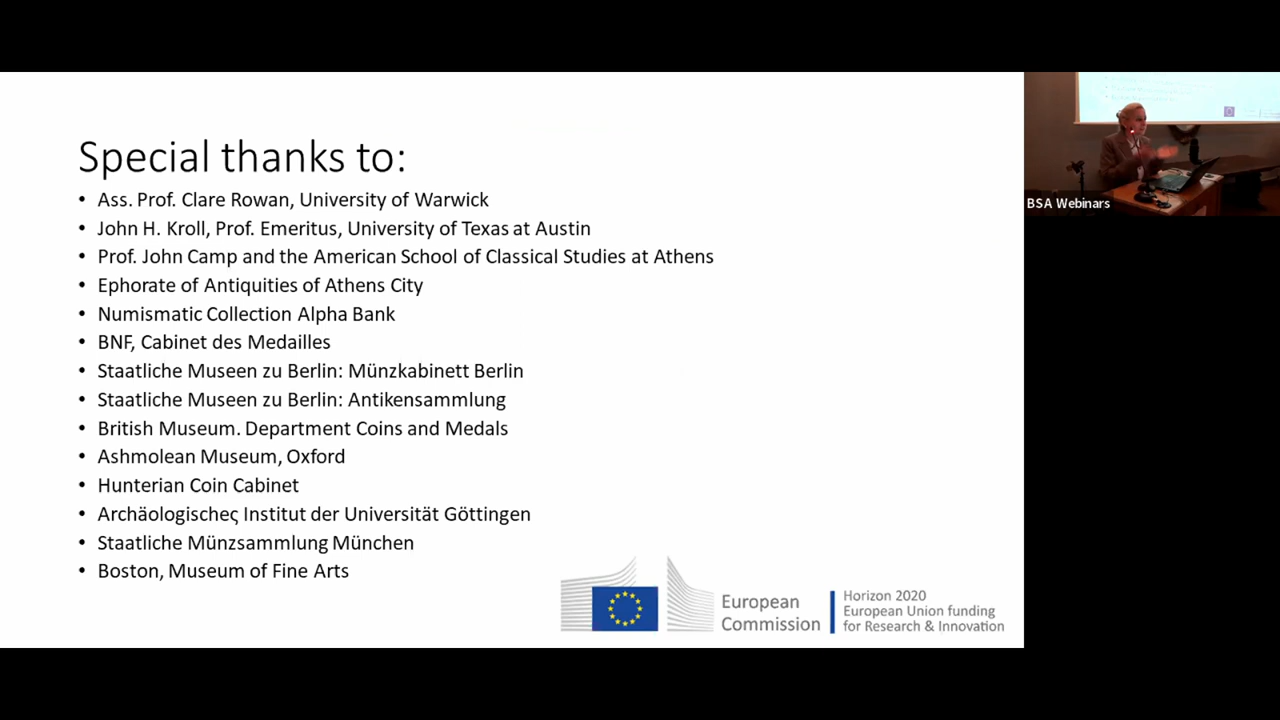 Special thanks to:
• Ass. Prof. Clare Rowan, University of Warwick
• John H. Kroll, Prof. Emeritus, University of Texas at Austin
• Prof. John Camp and the American School of Classical Studies at Athens
• Ephorate of Antiquities of Athens City
• Numismatic Collection Alpha Bank
• BNF, Cabinet des Medailles
• Staatliche Museen zu Berlin: Münzkabinett Berlin
• Staatliche Museen zu Berlin: Antikensammlung
• British Museum. Department Coins and Medals
• Ashmolean Museum, Oxford
• Hunterian Coin Cabinet
• Archäologischeς Institut der Universität Göttingen
• Staatliche Münzsammlung München
• Boston, Museum of Fine Arts
European
Commission
Horizon 2020
European Union funding
for Research & Innovation
BSA Webinars